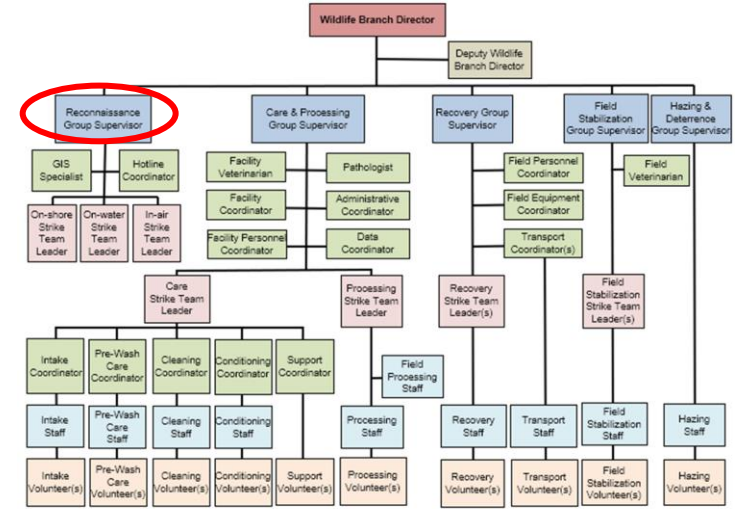 Wildlife Branch Director
Deputy Wildlife
Branch Director
Reconnaissance
Group Supervisor
Care & Processing
Group Supervisor
Recovery Group
Supervisor
Field
Stabilization
Group Supervisor
Hazing &
Deterrence
Group Supervisor
GIS
Specialist
Hotline
Coordinator
Facility
Veterinarian
Pathologist
Field Personnel
Coordinator
Field
Veterinarian
Facility
Coordinator
Administrative
Coordinator
Field Equipment
Coordinator
On-shore
Strike
Team
Leader
On-water
Strike
Team
Leader
In-air
Strike
Team
Leader
Facility Personnel
Coordinator
Data
Coordinator
Transport
Coordinator(s)
Care
Strike Team
Leader
Processing
Strike Team
Leader
Recovery
Strike Team
Leader(s)
Field
Stabilization
Strike Team
Leader(s)
Intake
Coordinator
Pre-Wash
Care
Coordinator
Cleaning
Coordinator
Conditioning
Coordinator
Support
Coordinator
Field
Processing
Staff
Intake
Staff
Pre-Wash
Care
Staff
Cleaning
Staff
Conditioning
Staff
Processing
Staff
Recovery
Staff
Transport
Staff
Field
Stabilization
Staff
Hazing
Staff
Intake
Volunteer(s)
Pre-Wash
Care
Volunteer(s)
Cleaning
Volunteer(s)
Conditioning
Volunteer(s)
Support
Volunteer(s)
Processing
Volunteer(s)
Recovery
Volunteer(s)
Transport
Volunteer(s)
Field
Stabilization
Volunteer(s)
Hazing
Volunteer(s)